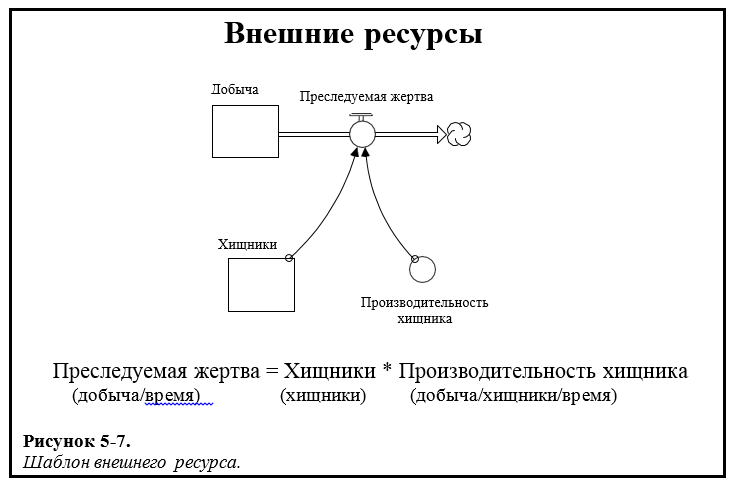 Внешние ресурсы
Добыча
Преследуемая жертва
Хищники
Производительность
хищника
Преследуемая жертва = Хищники * Производительность хищника
(добыча/время) (хищники) (добыча/хищники/время)
Рисунок 5-7.
Шаблон внешнего ресурса.